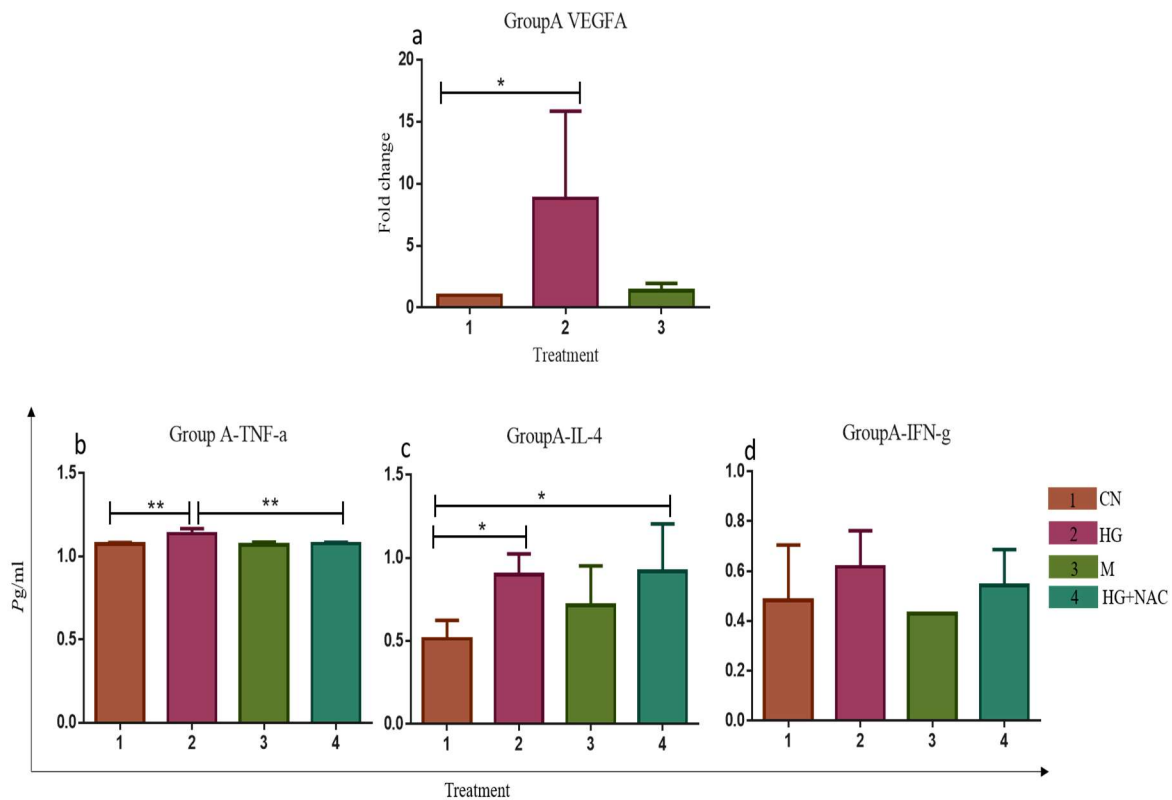 GroupA VEGFA
a
20
15
10
5
0
Fold change
*
1 2 3
Treatment
b
Group A-TNF-a
1.5
1.0
0.5
0.0
Pg/ml
** **
1 2 3 4
c
GroupA-IL-4
1.5
1.0
0.5
0.0
*
*
1 2 3 4
d
GroupA-IFN-g
1.0
0.8
0.6
0.4
0.2
0.0
1 2 3 4
1 CN
2 HG
3 M
4 HG+NAC
Treatment